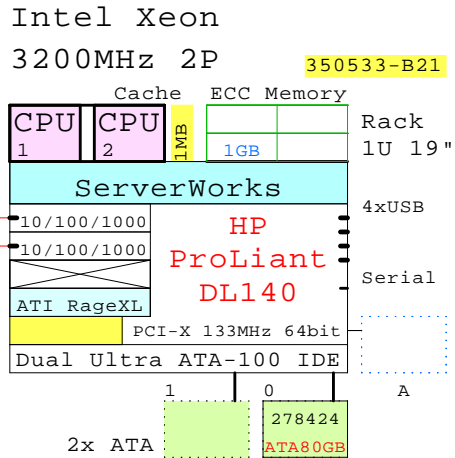 Intel Xeon
3200MHz 2P
350533-B21
Cache ECC Memory
CPU CPU
1 2
1MB
1GB
Rack
1U 19"
ServerWorks
10/100/1000
10/100/1000
HP
ProLiant
DL140
4xUSB
Serial
ATI RageXL
PCI-X 133MHz 64bit
Dual Ultra ATA-100 IDE
1 0 A
278424
2x ATA ATA80GB